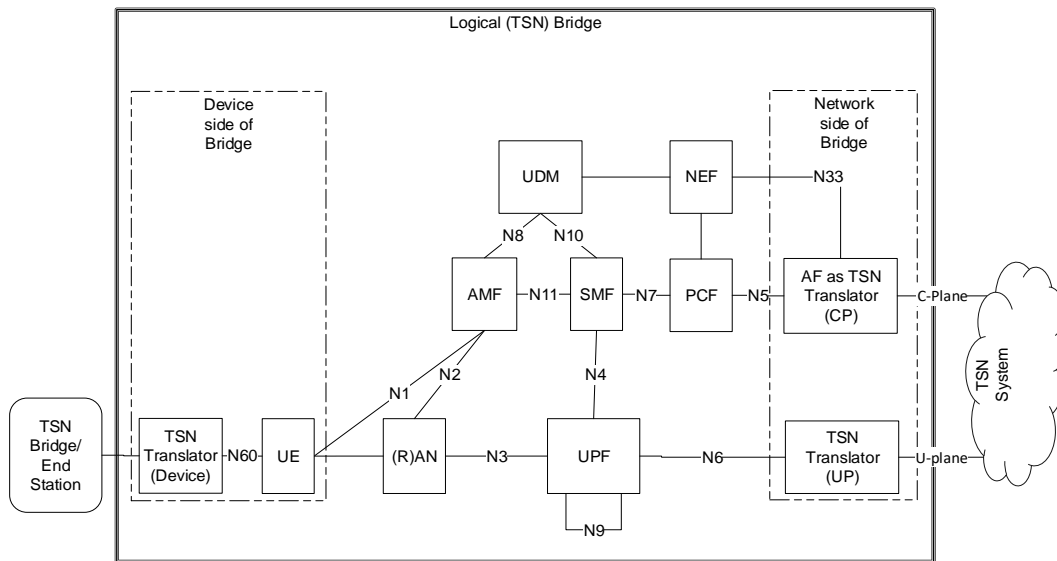 Logical (TSN) Bridge
Device
side of
Bridge
Network
side of
Bridge
UDM
NEF
N33
N8
N10
AMF
N11
SMF
N7
PCF
N5
AF as TSN
Translator
(CP)
C-Plane
TSN
System
N1
N2
N4
TSN
Bridge/
End
Station
TSN
Translator
(Device)
N60
UE
(R)AN
N3
UPF
N6
TSN
Translator
(UP)
U-plane
N9